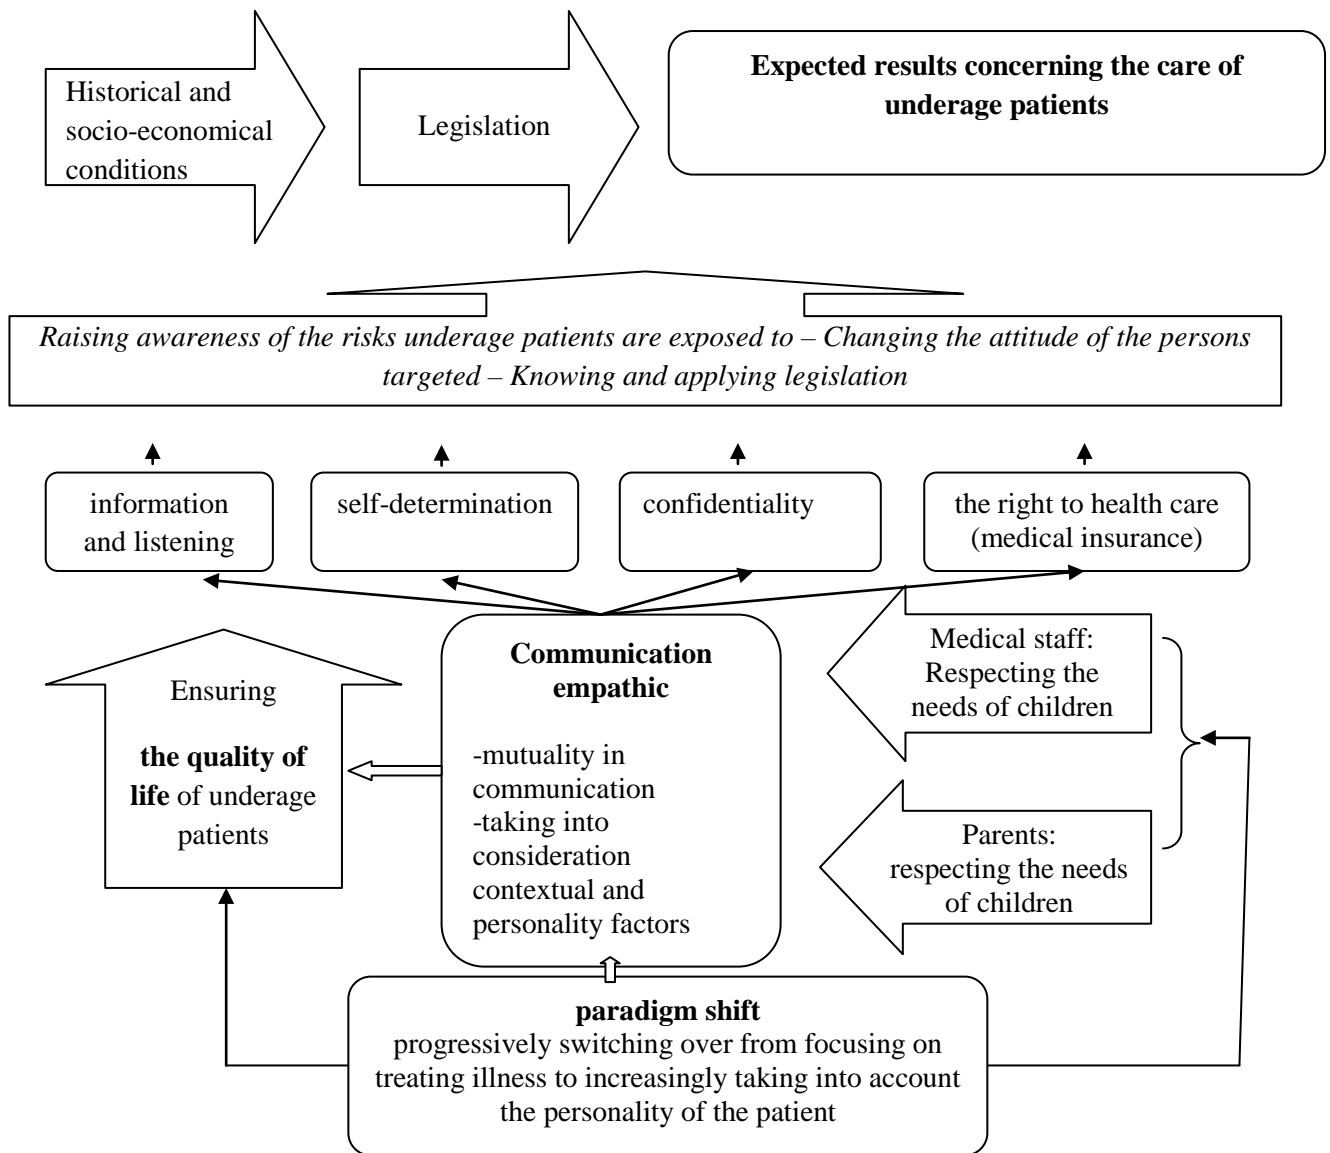 Historical and
socio-economical
conditions
Legislation
Expected results concerning the care of
underage patients
Raising awareness of the risks underage patients are exposed to – Changing the attitude of the persons
targeted – Knowing and applying legislation
information
and listening
self-determination
confidentiality
the right to health care
(medical insurance)
Ensuring
the quality of
life of underage
patients
Communication
empathic
-mutuality in
communication
-taking into
consideration
contextual and
personality factors
Medical staff:
Respecting the
needs of children
Parents:
respecting the needs
of children
paradigm shift
progressively switching over from focusing on
treating illness to increasingly taking into account
the personality of the patient